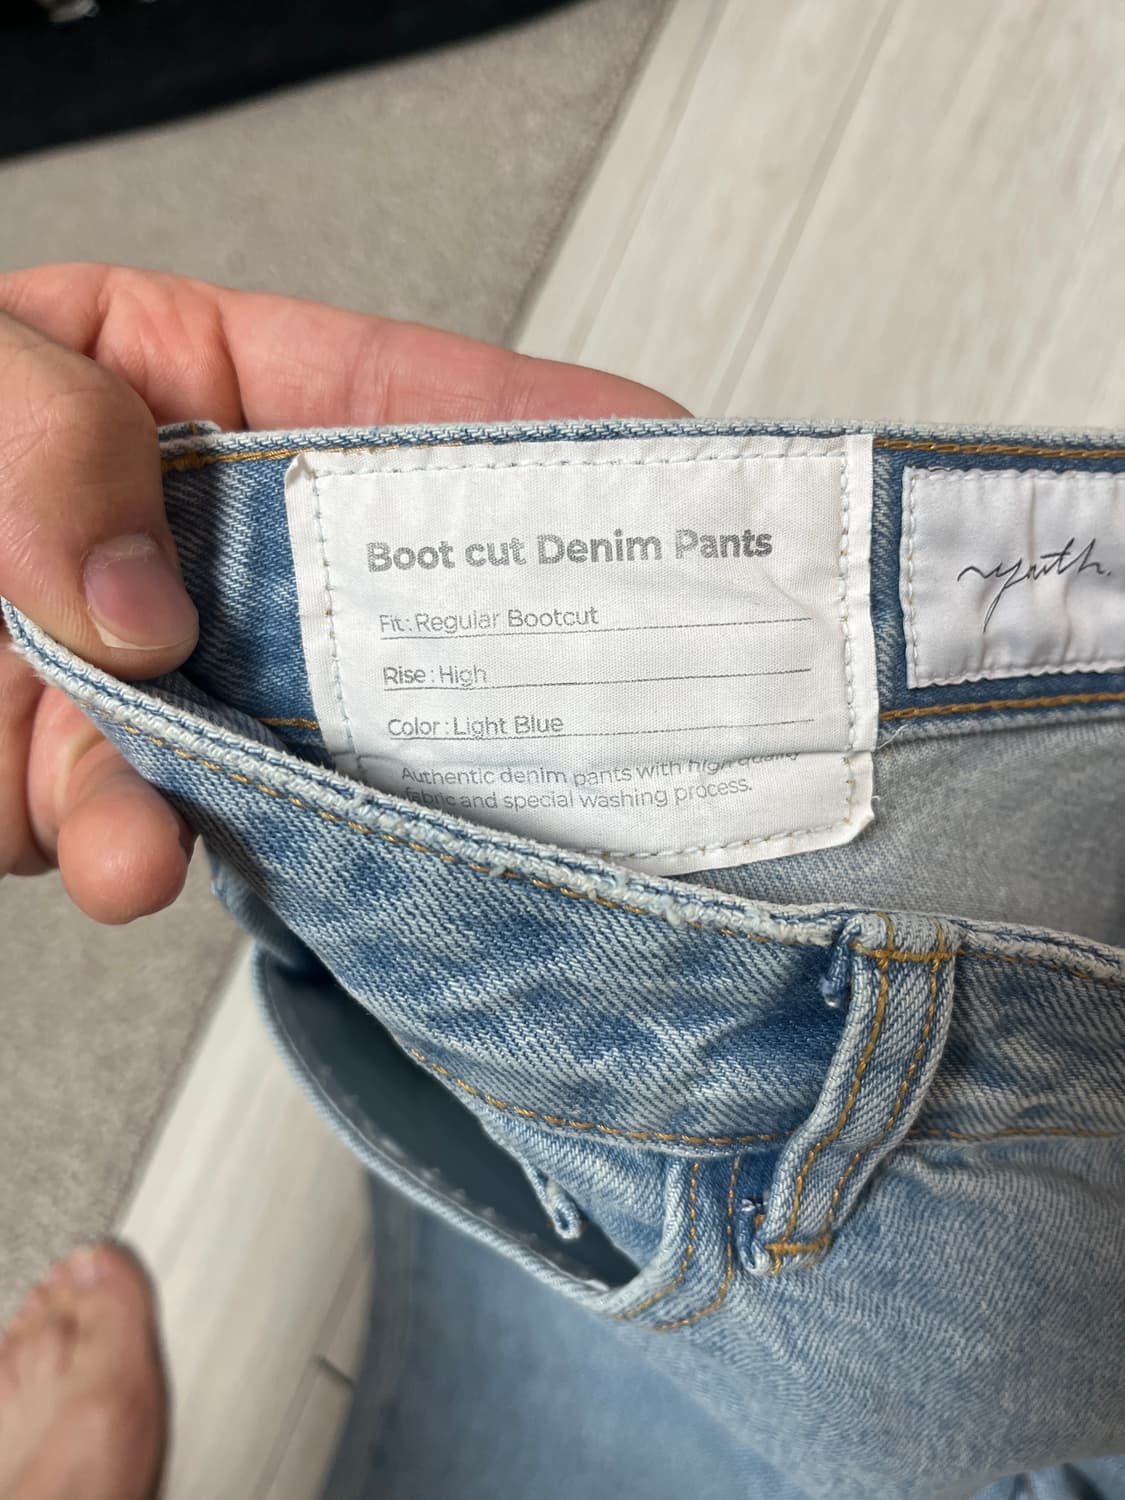 Boot cut Denim Pants
Fit: Regular Bootcut
Rise: High
Color: Light Blue
Authentic denim pants with high quality
fabric and special washing process.
youth.